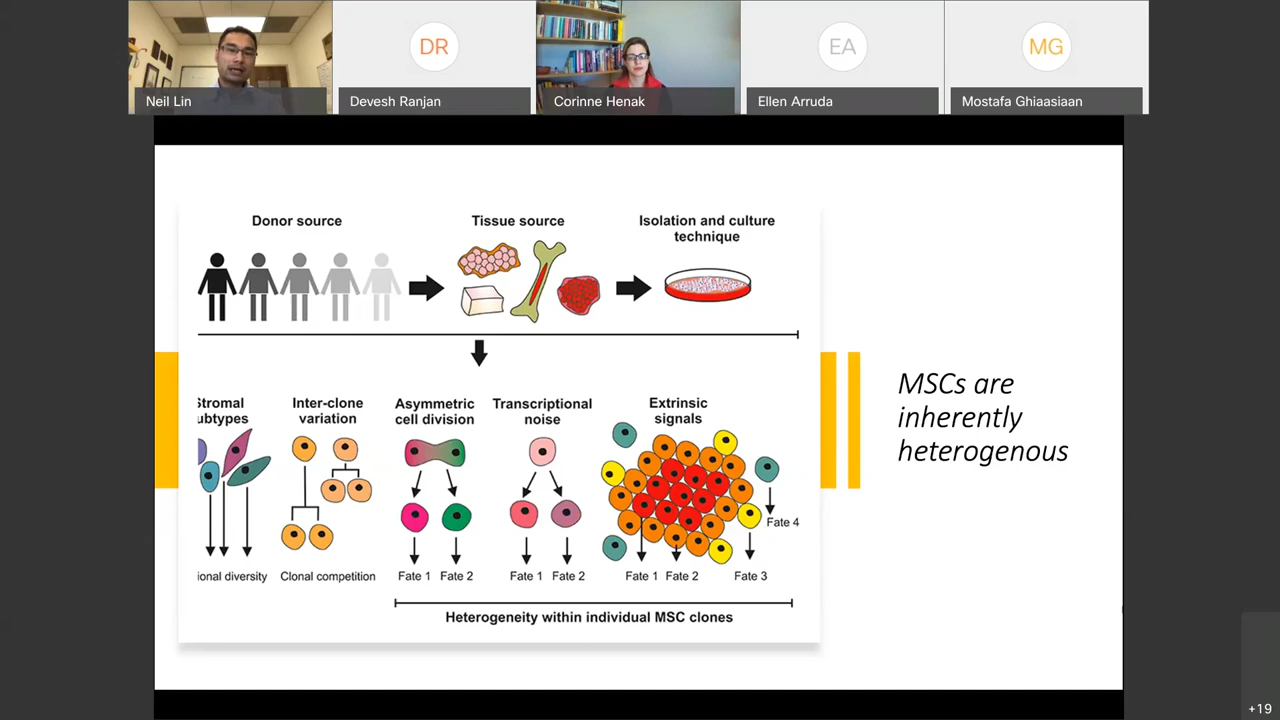 DR
EA
MG
Neil Lin
Devesh Ranjan
Corinne Henak
Ellen Arruda
Mostafa Ghiaasiaan
Donor source
Tissue source
Isolation and culture
technique
MSCs are
inherently
heterogenous
Stromal
ubtypes
Inter-clone
variation
Asymmetric
cell division
Transcriptional
noise
Extrinsic
signals
Fate 4
ional diversity
Clonal competition
Fate 1
Fate 2
Fate 1
Fate 2
Fate 1
Fate 2
Fate 3
Heterogeneity within individual MSC clones
+19